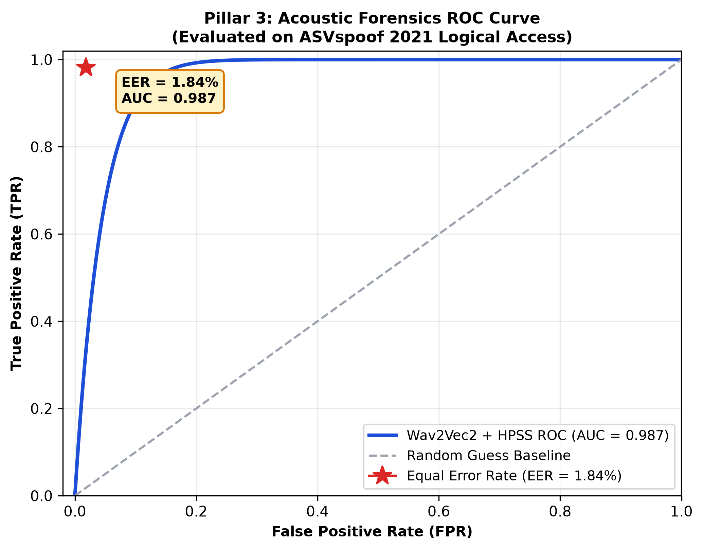 Pillar 3: Acoustic Forensics ROC Curve
(Evaluated on ASVspoof 2021 Logical Access)
EER = 1.84%
AUC = 0.987
True Positive Rate (TPR)
1.0
0.8
0.6
0.4
0.2
0.0
0.0 0.2 0.4 0.6 0.8 1.0
False Positive Rate (FPR)
Wav2Vec2 + HPSS ROC (AUC = 0.987)
Random Guess Baseline
Equal Error Rate (EER = 1.84%)